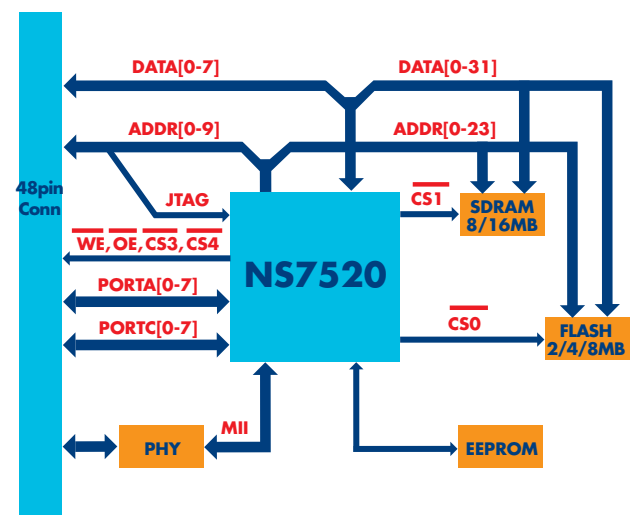 DATA[0-7]
DATA[0-31]
ADDR[0-9]
ADDR[0-23]
48pin
Conn
JTAG
CS1
SDRAM
8/16MB
WE, OE, CS3, CS4
NS7520
PORTA[0-7]
PORTC[0-7]
CS0
FLASH
2/4/8MB
MII
PHY
EEPROM